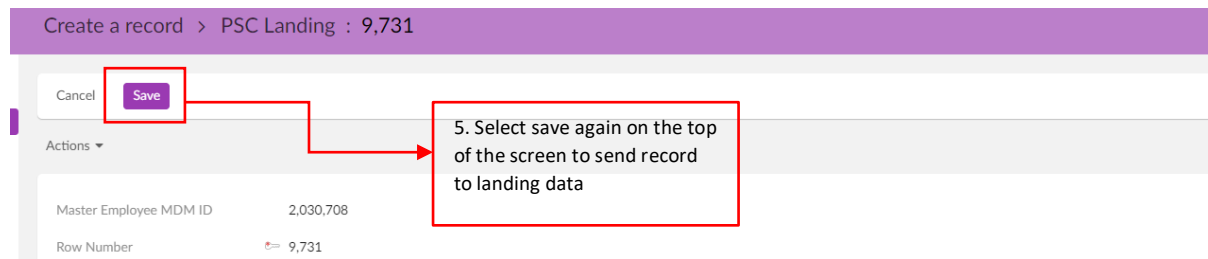 Create a record > PSC Landing : 9,731
Cancel Save
5. Select save again on the top
of the screen to send record
to landing data
Actions
Master Employee MDM ID 2,030,708
Row Number 9,731